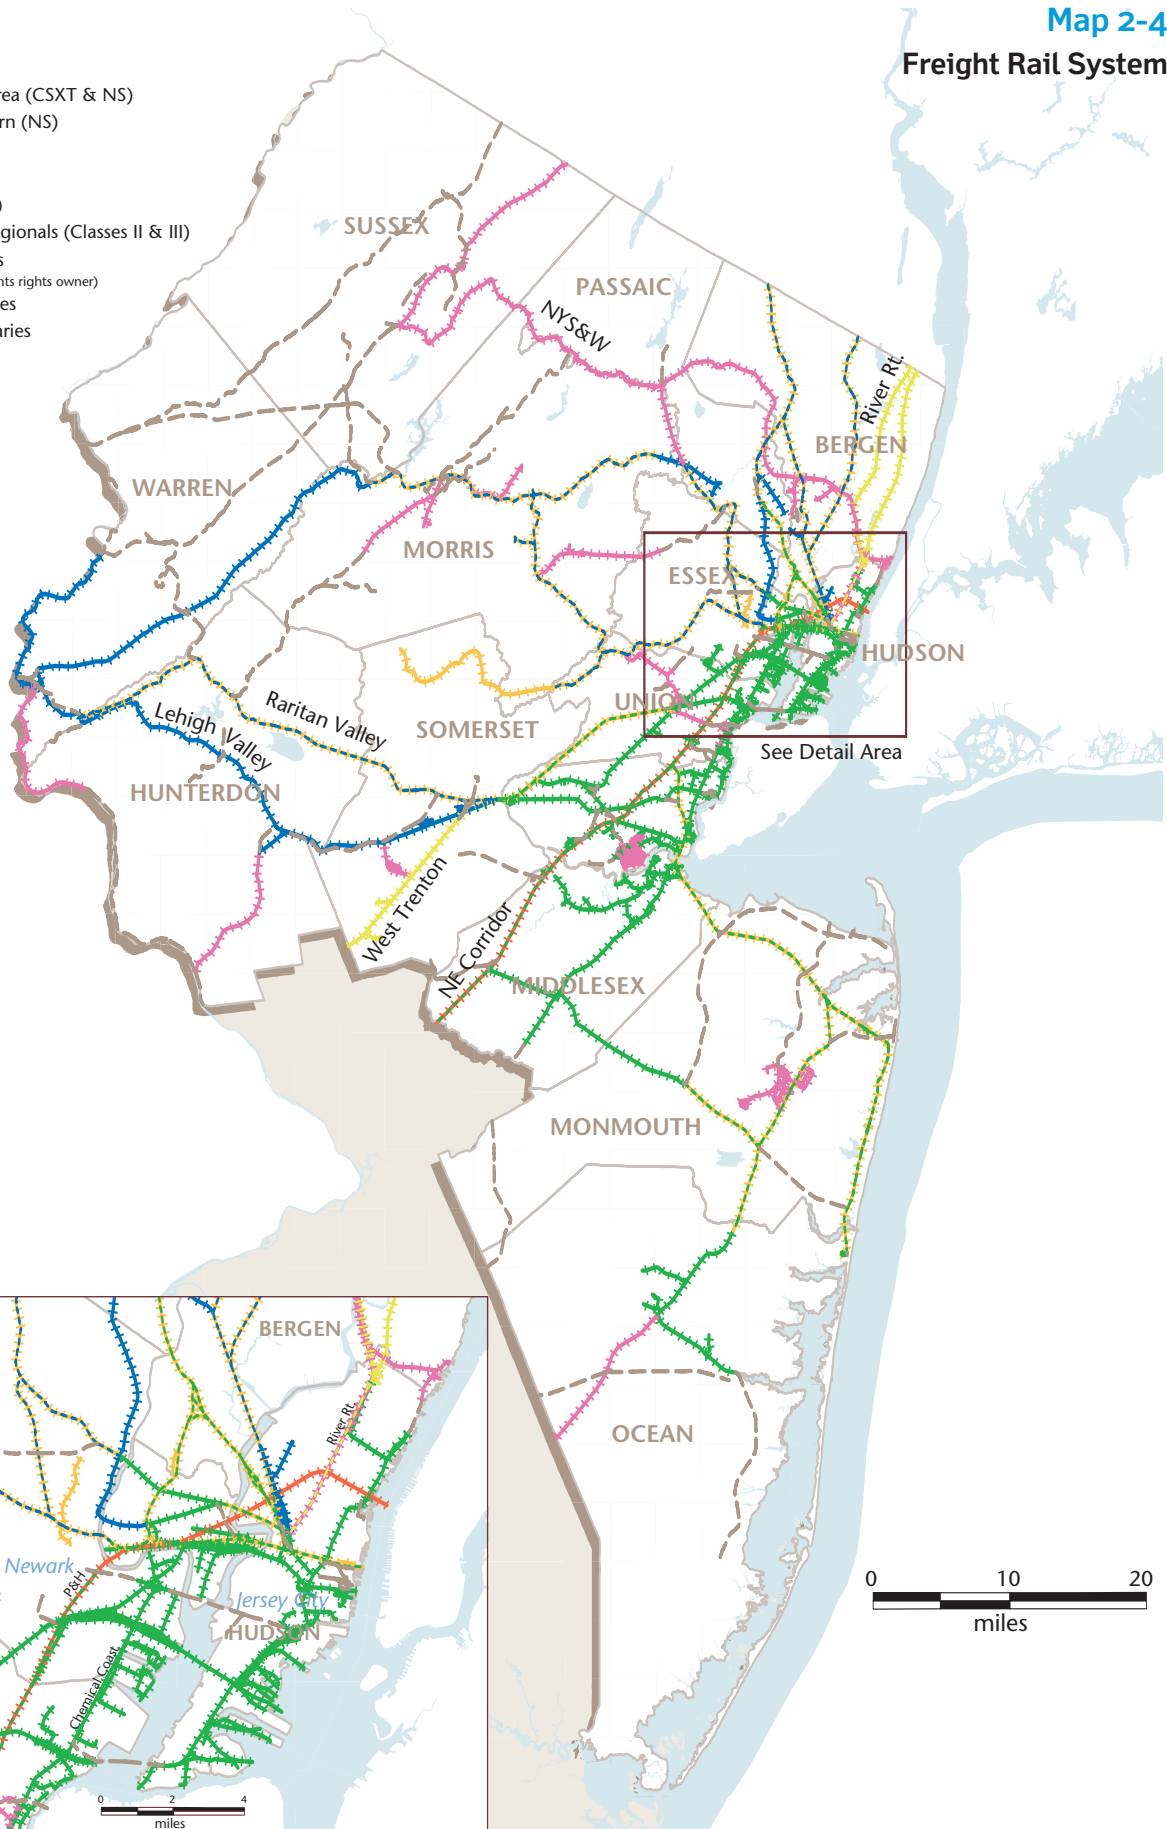 Map 2-4
Freight Rail System
rea (CSXT & NS)
rn (NS)
)
gionals (Classes II & III)
s
nts rights owner)
es
aries
SUSSEX
PASSAIC
NYS&W
River Rt.
BERGEN
WARREN
MORRIS
ESSEX
HUDSON
UNION
Raritan Valley
SOMERSET
Lehigh Valley
See Detail Area
HUNTERDON
West Trenton
NE Corridor
MIDDLESEX
MONMOUTH
OCEAN
0 10 20
miles
BERGEN
River Rt.
Newark
P&H
Jersey City
HUDSON
Chemical Coast
0 2 4
miles